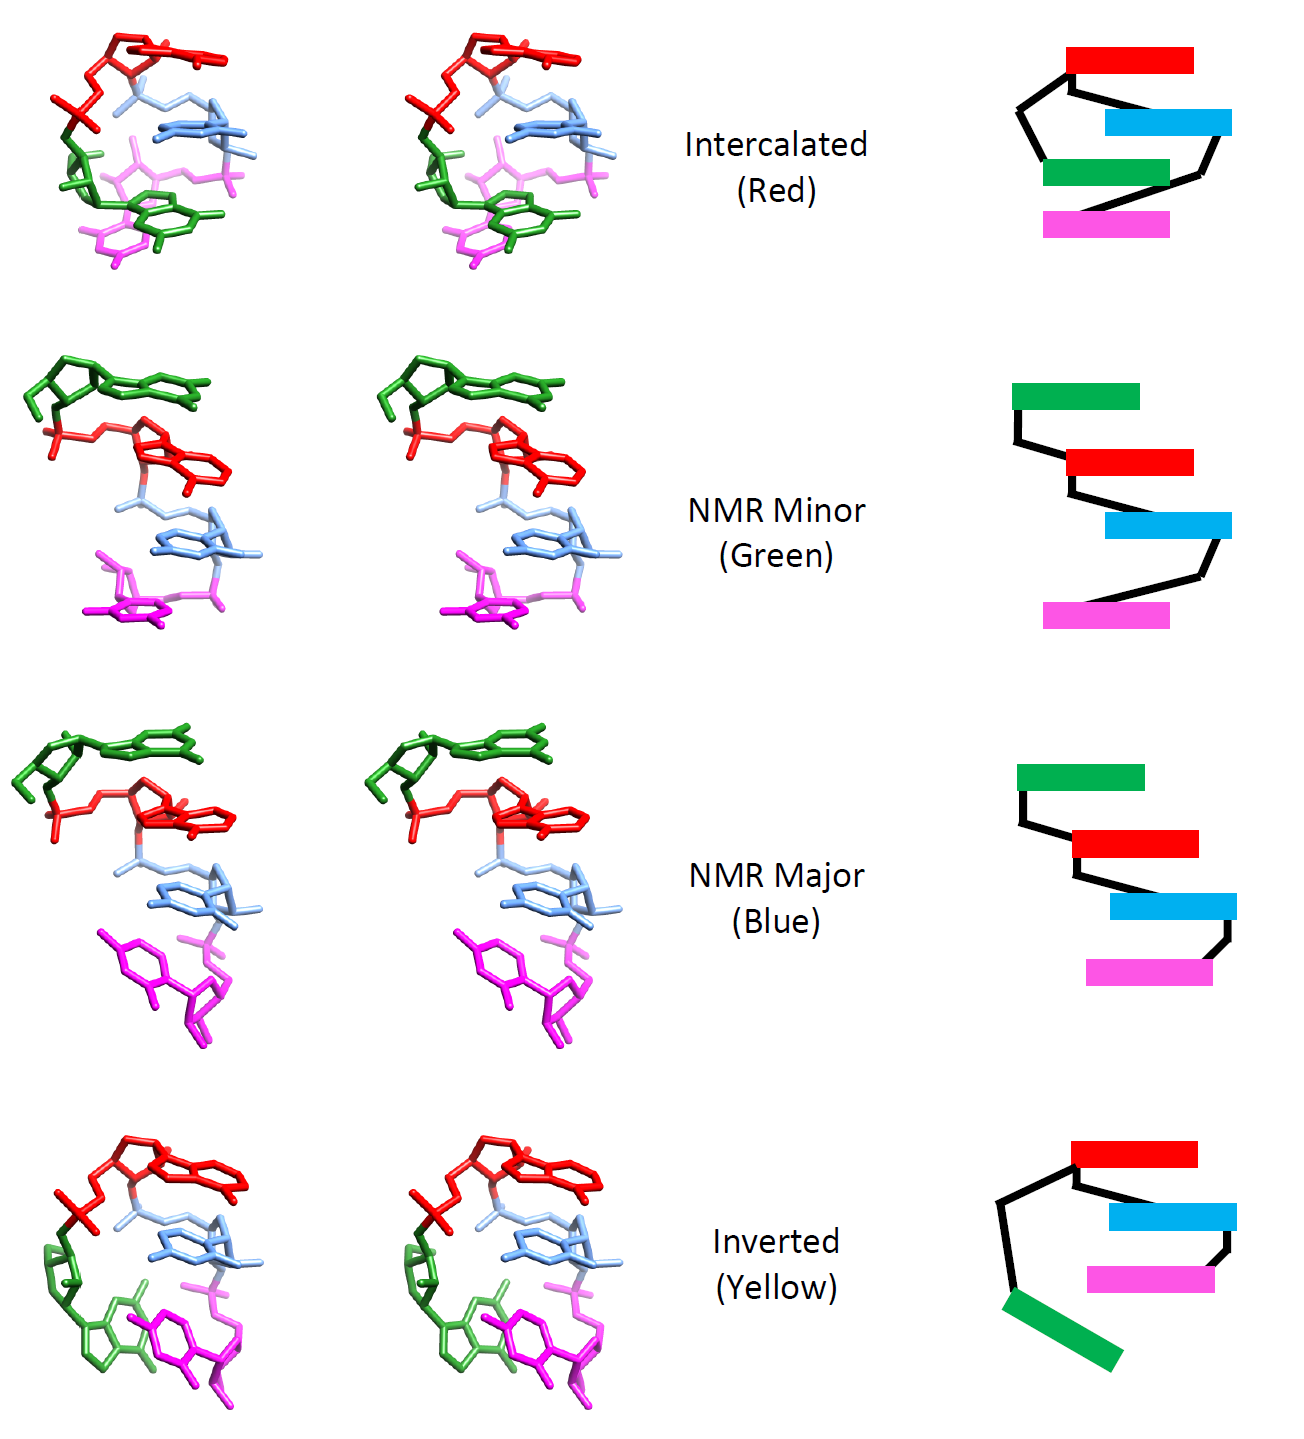 Intercalated
(Red)
NMR Minor
(Green)
NMR Major
(Blue)
Inverted
(Yellow)